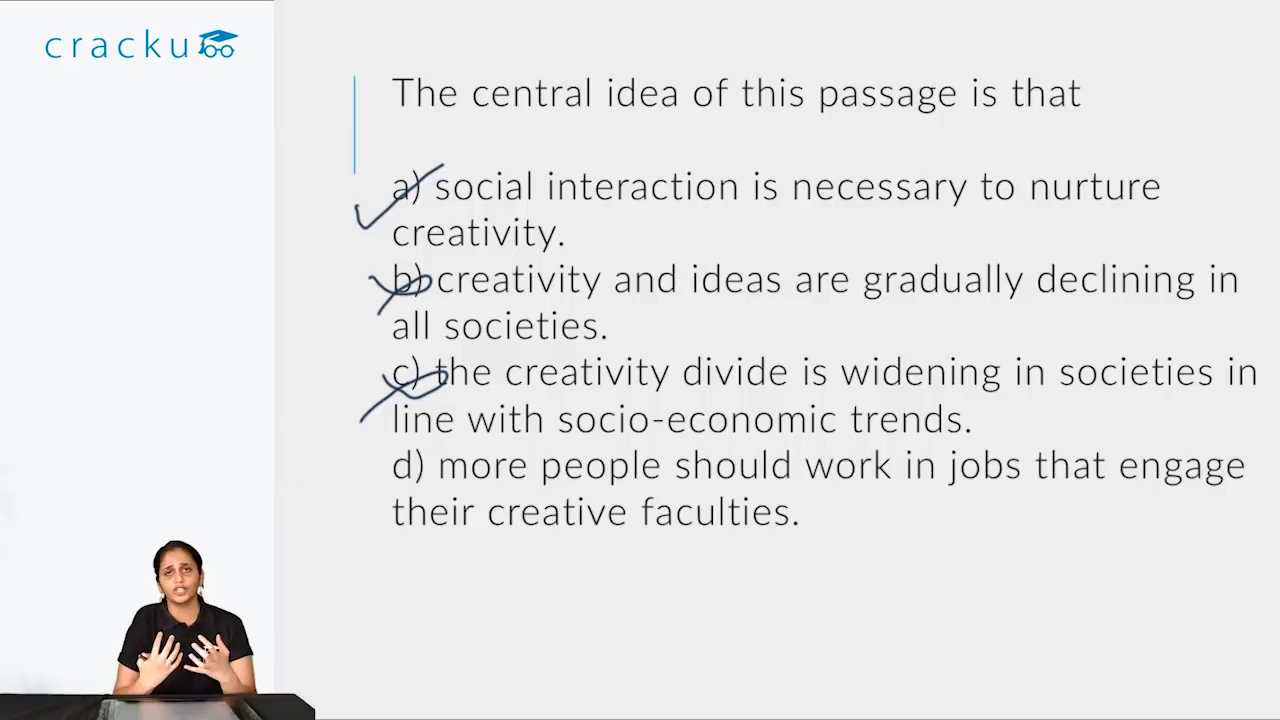 cracku
The central idea of this passage is that
a) social interaction is necessary to nurture
creativity.
b) creativity and ideas are gradually declining in
all societies.
c) the creativity divide is widening in societies in
line with socio-economic trends.
d) more people should work in jobs that engage
their creative faculties.